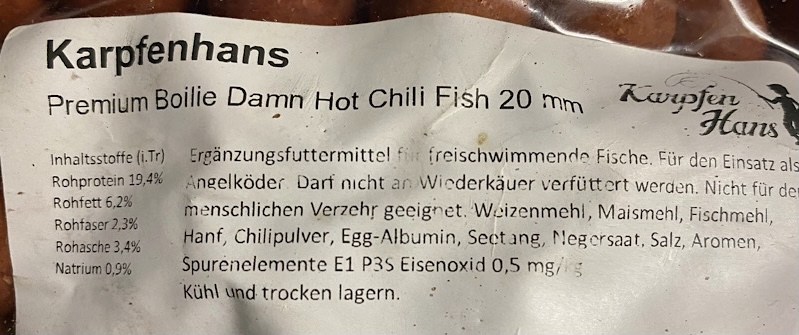 Karpfenhans
Premium Boilie Damn Hot Chili Fish 20 mm
Karpfen
Hans
Inhaltsstoffe (i.Tr)
Rohprotein 19,4%
Rohfett 6,2%
Rohfaser 2,3%
Rohasche 3,4%
Natrium 0,9%
Ergänzungsfuttermittel für freischwimmende Fische. Für den Einsatz als
Angelköder. Darf nicht an Wiederkäuer verfüttert werden. Nicht für den
menschlichen Verzehr geeignet. Weizenmehl, Maismehl, Fischmehl,
Hanf, Chilipulver, Egg-Albumin, Seetang, Negersaat, Salz, Aromen,
Spurenelemente E1 Eisenoxid 0,5 mg/kg
Kühl und trocken lagern.